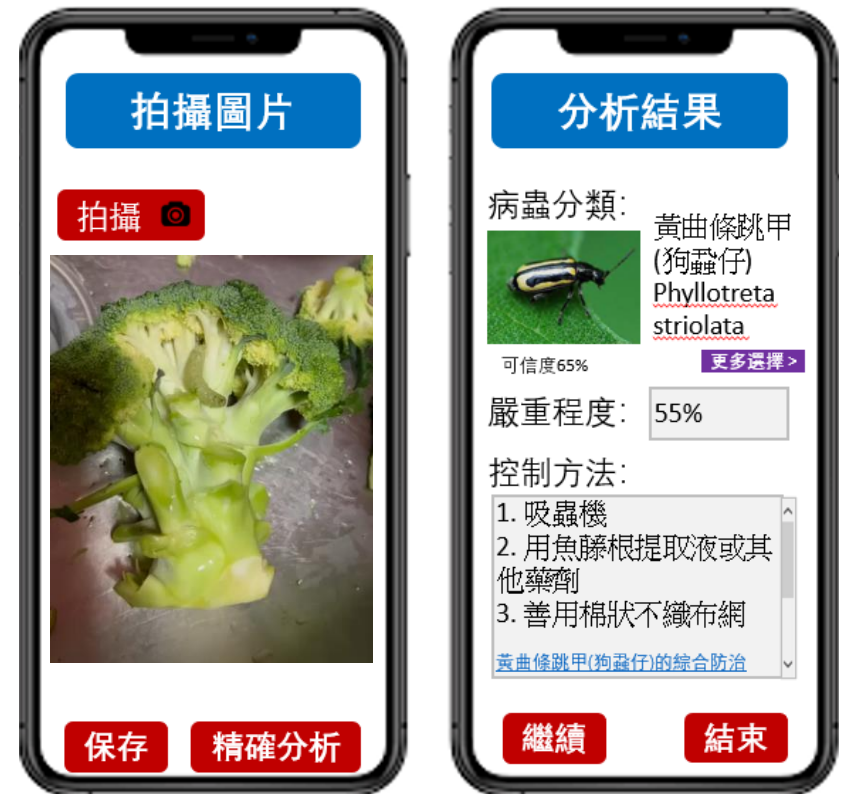 拍攝圖片
拍攝
保存
精確分析
分析結果
病蟲分類:
黃曲條跳甲
(狗蝨仔)
Phyllotreta
striolata
可信度65%
更多選擇 >
嚴重程度:
55%
控制方法:
1. 吸蟲機
2. 用魚藤根提取液或其
他藥劑
3. 善用棉狀不織布網
黃曲條跳甲(狗蝨仔)的綜合防治
繼續
結束